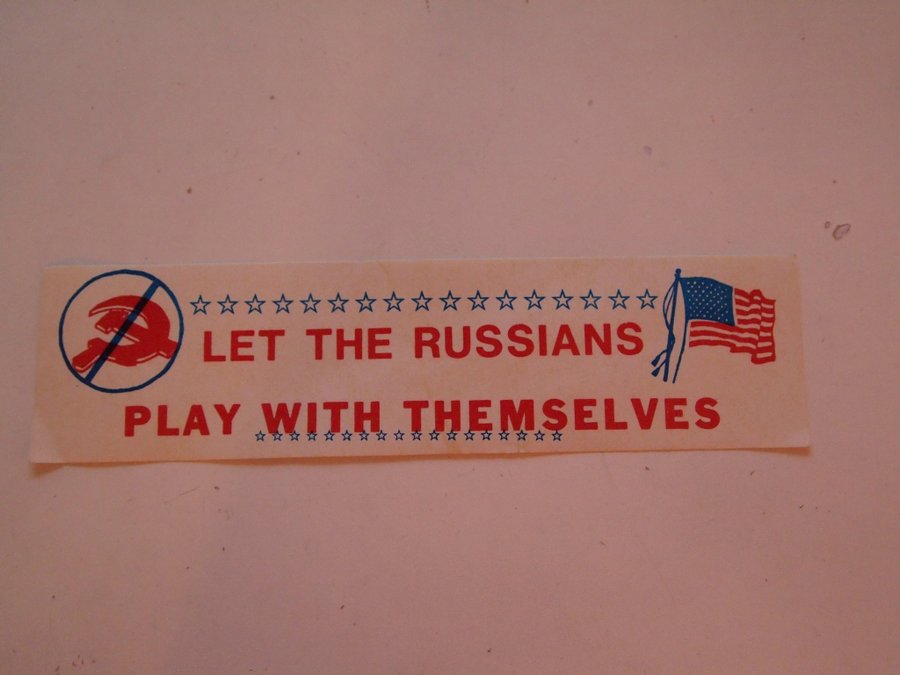 LET THE RUSSIANS
PLAY WITH THEMSELVES